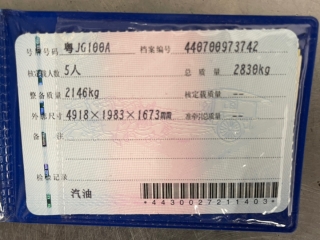 号牌号码 粤JG100A 档案编号 440700973742
核定载人数 5人 总质量 2830kg
整备质量 2146kg 核定载质量 --
外廓尺寸 4918×1983×1673mm 准牵引总质量 --
备注
检验记录
汽油
*4430027211403*